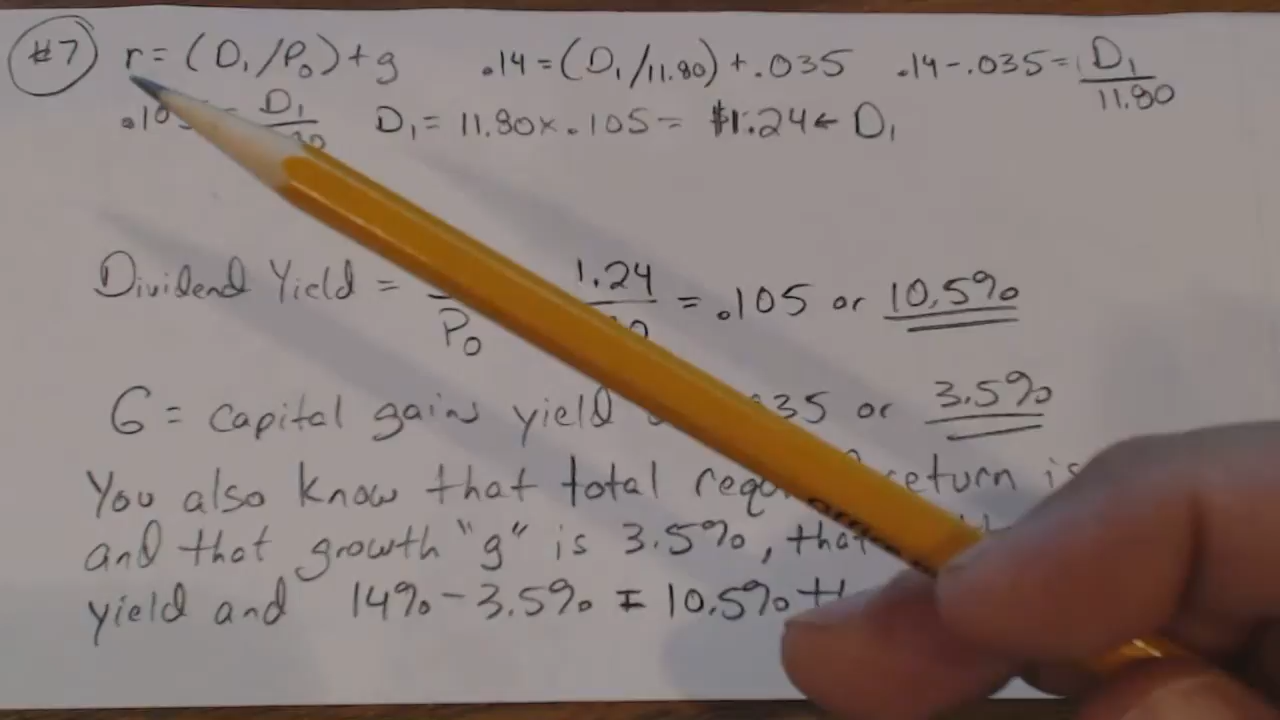 #7 r = (D₁/P₀) + g .14 = (D₁/11.80) + .035 .14 - .035 = D₁/11.80
D₁ D₁ = 11.80 x .105 = $1.24 ← D₁
Dividend Yield = P₀ 1.24 = .105 or 10.5%
G = capital gains yield or 3.5%
You also know that total return is
and that growth "g" is 3.5%,
yield and 14% - 3.5% = 10.5%